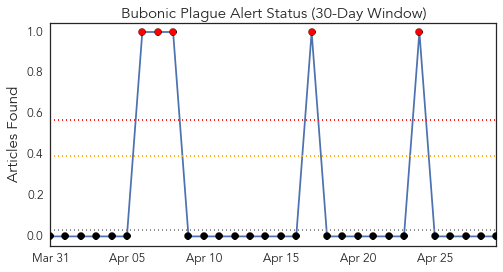 Bubonic Plague Alert Status (30-Day Window)
Articles Found
1.0
0.8
0.6
0.4
0.2
0.0
Mar 31 Apr 05 Apr 10 Apr 15 Apr 20 Apr 25